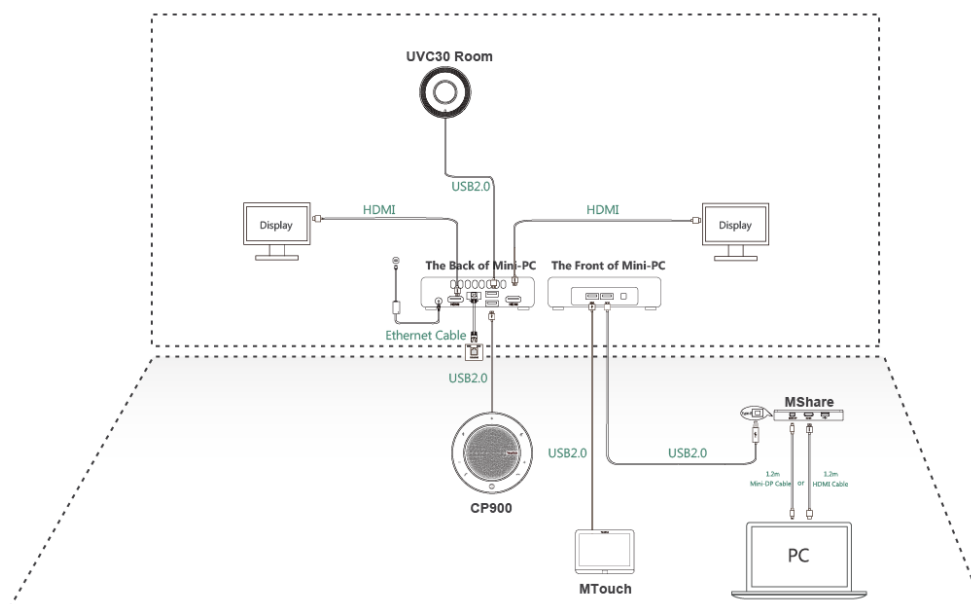 UVC30 Room
USB2.0
HDMI
HDMI
Display
Display
The Back of Mini-PC
The Front of Mini-PC
Ethernet Cable
USB2.0
MShare
USB2.0
USB2.0
1.2m
Mini-DP Cable
or
1.2m
HDMI Cable
CP900
PC
MTouch